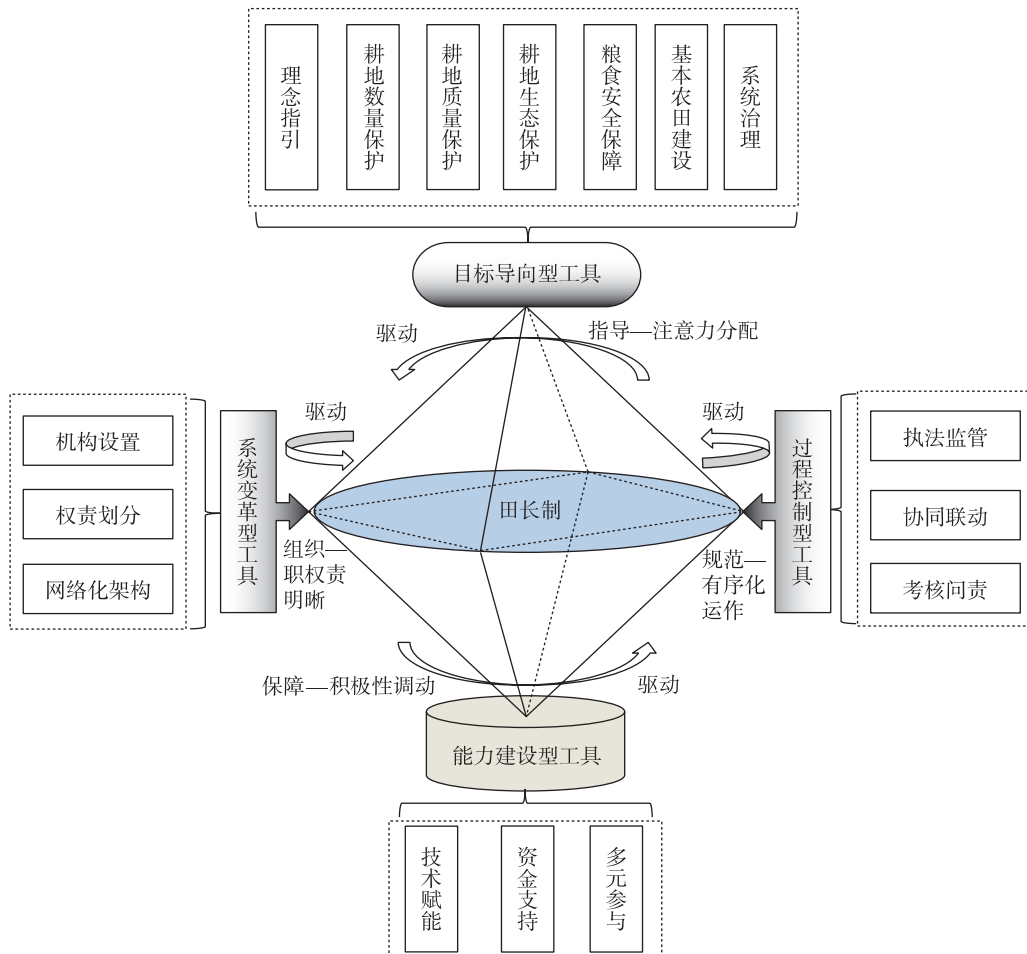 理念指引
耕地数量保护
耕地质量保护
耕地生态保护
粮食安全保障
基本农田建设
系统治理
目标导向型工具
驱动
指导—注意力分配
机构设置
权责划分
网络化架构
系统变革型工具
驱动
组织—
职权责
明晰
田长制
驱动
规范—
有序化
运作
过程控制型工具
执法监管
协同联动
考核问责
保障—积极性调动
驱动
能力建设型工具
技术赋能
资金支持
多元参与